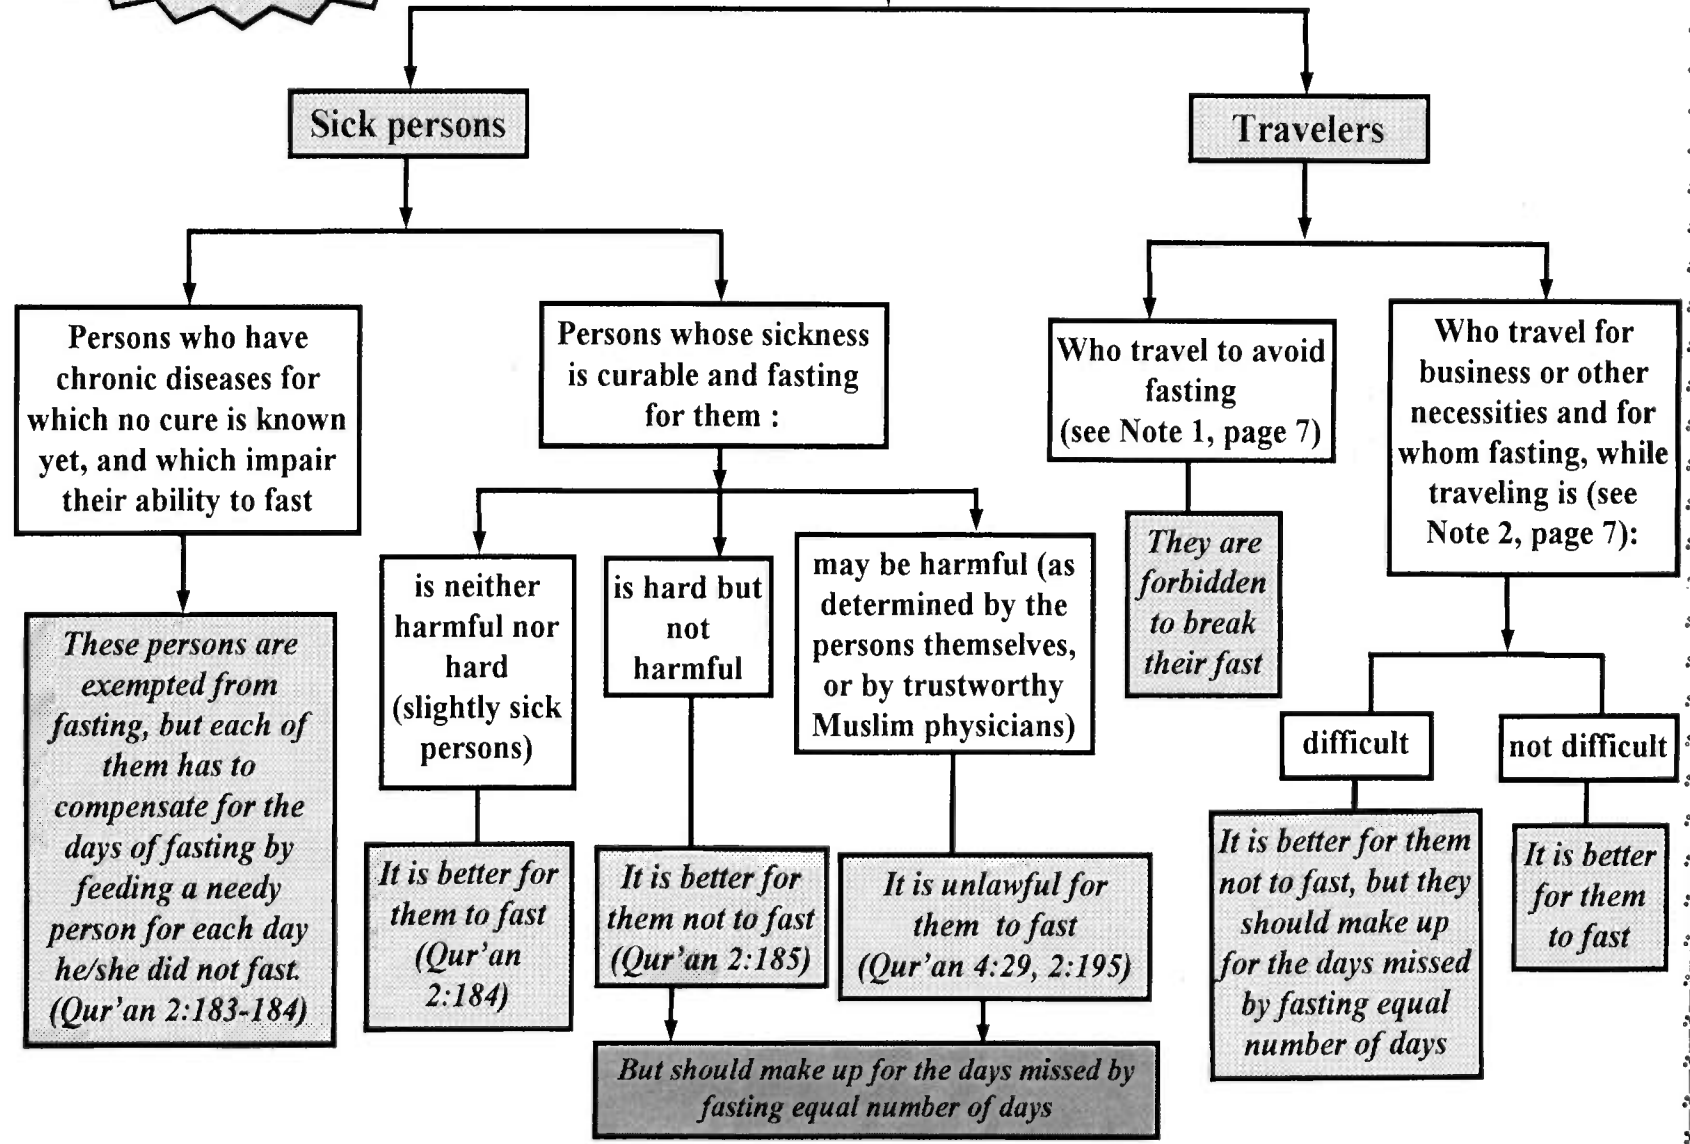 Sick persons
Travelers
Persons who have
chronic diseases for
which no cure is known
yet, and which impair
their ability to fast
Persons whose sickness
is curable and fasting
for them :
Who travel to avoid
fasting
(see Note 1, page 7)
Who travel for
business or other
necessities and for
whom fasting, while
traveling is (see
Note 2, page 7):
These persons are
exempted from
fasting, but each of
them has to
compensate for the
days of fasting by
feeding a needy
person for each day
he/she did not fast.
(Qur'an 2:183-184)
is neither
harmful nor
hard
(slightly sick
persons)
is hard but
not
harmful
may be harmful (as
determined by the
persons themselves,
or by trustworthy
Muslim physicians)
They are
forbidden
to break
their fast
difficult
not difficult
It is better for
them to fast
(Qur'an
2:184)
It is better for
them not to fast
(Qur'an 2:185)
It is unlawful for
them to fast
(Qur'an 4:29, 2:195)
It is better for them
not to fast, but they
should make up
for the days missed
by fasting equal
number of days
It is better
for them
to fast
But should make up for the days missed by
fasting equal number of days